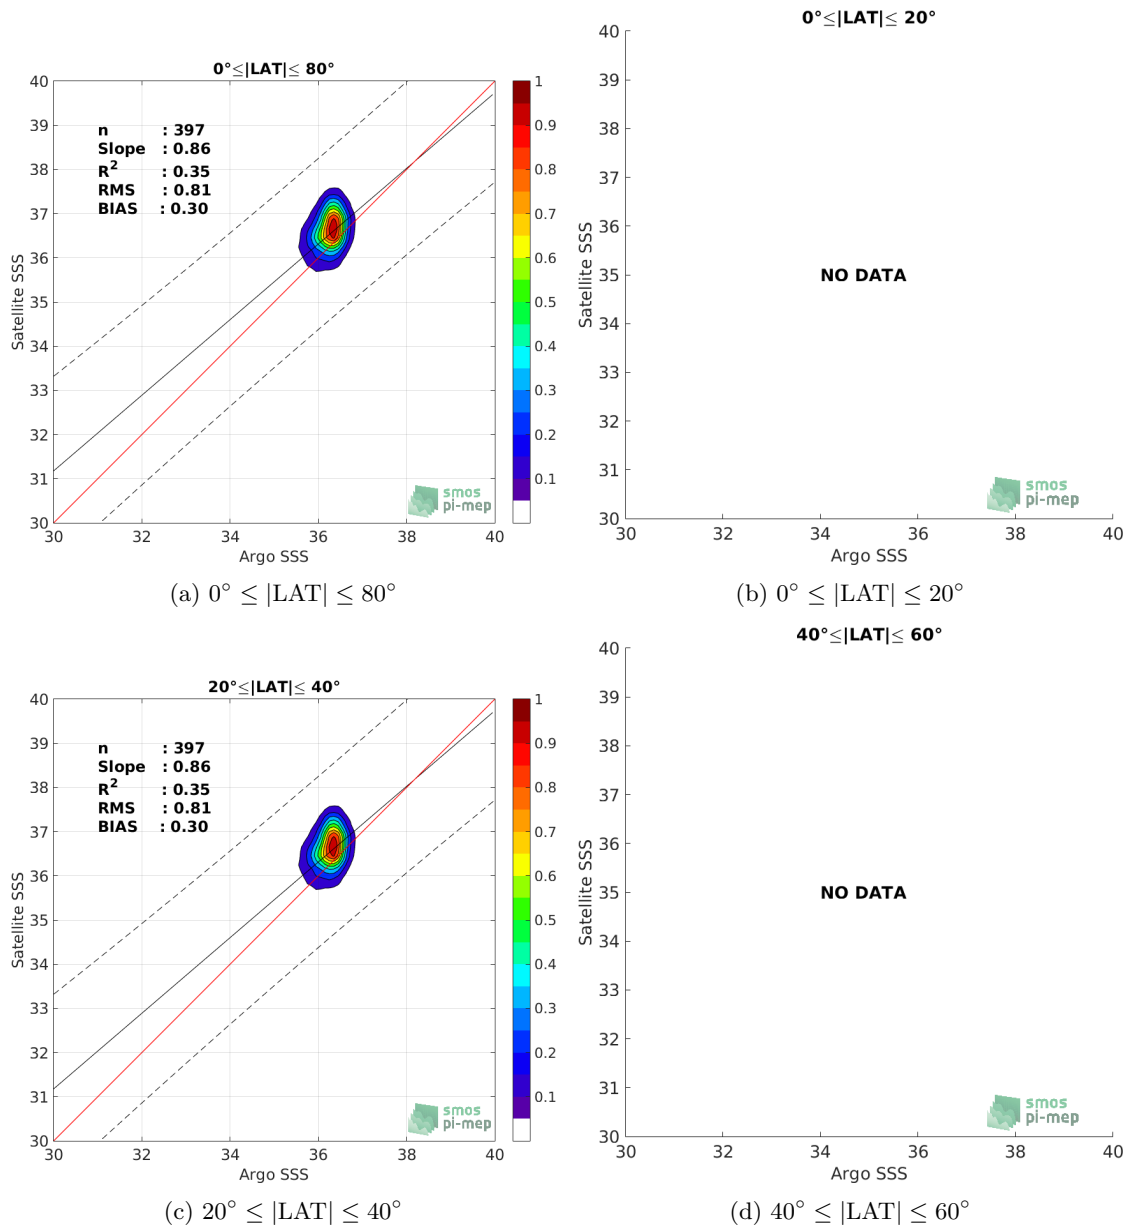 0°≤|LAT|≤ 80°
40
39
38
37
36
35
34
33
32
31
30
30
32
34
36
38
40
Satellite SSS
Argo SSS
n : 397
Slope : 0.86
R2 : 0.35
RMS : 0.81
BIAS : 0.30
1
0.9
0.8
0.7
0.6
0.5
0.4
0.3
0.2
0.1
smos
pi-mep
(a) 0° ≤ |LAT| ≤ 80°
0°≤|LAT|≤ 20°
40
39
38
37
36
35
34
33
32
31
30
30
32
34
36
38
40
Satellite SSS
Argo SSS
NO DATA
smos
pi-mep
(b) 0° ≤ |LAT| ≤ 20°
20°≤|LAT|≤ 40°
40
39
38
37
36
35
34
33
32
31
30
30
32
34
36
38
40
Satellite SSS
Argo SSS
n : 397
Slope : 0.86
R2 : 0.35
RMS : 0.81
BIAS : 0.30
1
0.9
0.8
0.7
0.6
0.5
0.4
0.3
0.2
0.1
smos
pi-mep
(c) 20° ≤ |LAT| ≤ 40°
40°≤|LAT|≤ 60°
40
39
38
37
36
35
34
33
32
31
30
30
32
34
36
38
40
Satellite SSS
Argo SSS
NO DATA
smos
pi-mep
(d) 40° ≤ |LAT| ≤ 60°